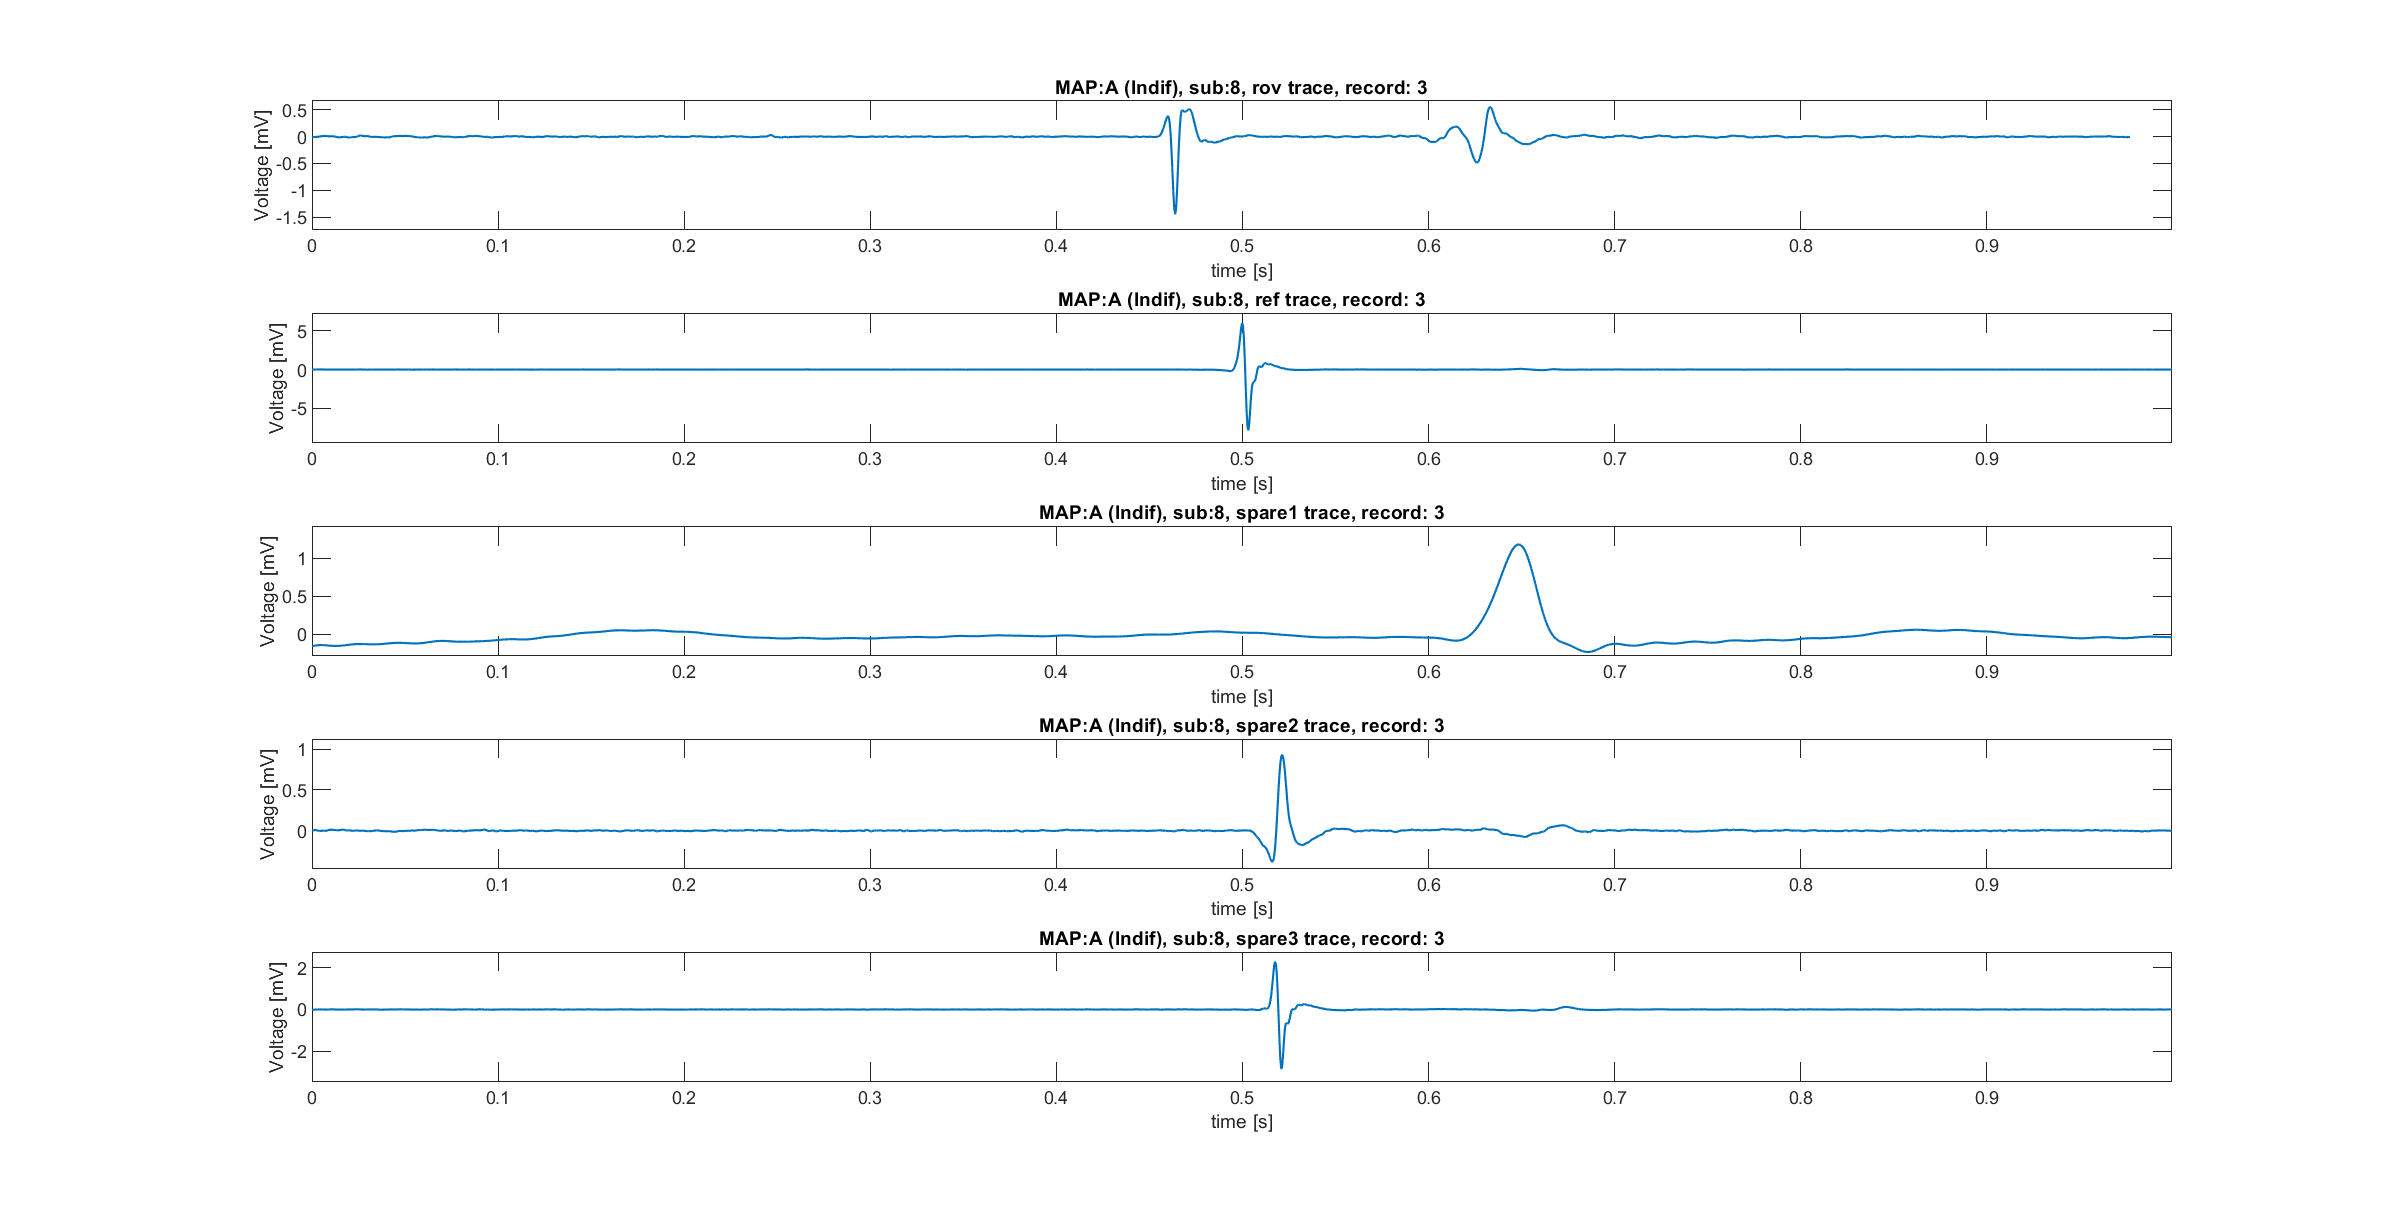 MAP:A (Indif), sub:8, rov trace, record: 3
Voltage [mV]
0.5
0
-0.5
-1
-1.5
0 0.1 0.2 0.3 0.4 0.5 0.6 0.7 0.8 0.9
time [s]
MAP:A (Indif), sub:8, ref trace, record: 3
Voltage [mV]
5
0
-5
0 0.1 0.2 0.3 0.4 0.5 0.6 0.7 0.8 0.9
time [s]
MAP:A (Indif), sub:8, spare1 trace, record: 3
Voltage [mV]
1
0.5
0
0 0.1 0.2 0.3 0.4 0.5 0.6 0.7 0.8 0.9
time [s]
MAP:A (Indif), sub:8, spare2 trace, record: 3
Voltage [mV]
1
0.5
0
0 0.1 0.2 0.3 0.4 0.5 0.6 0.7 0.8 0.9
time [s]
MAP:A (Indif), sub:8, spare3 trace, record: 3
Voltage [mV]
2
0
-2
0 0.1 0.2 0.3 0.4 0.5 0.6 0.7 0.8 0.9
time [s]